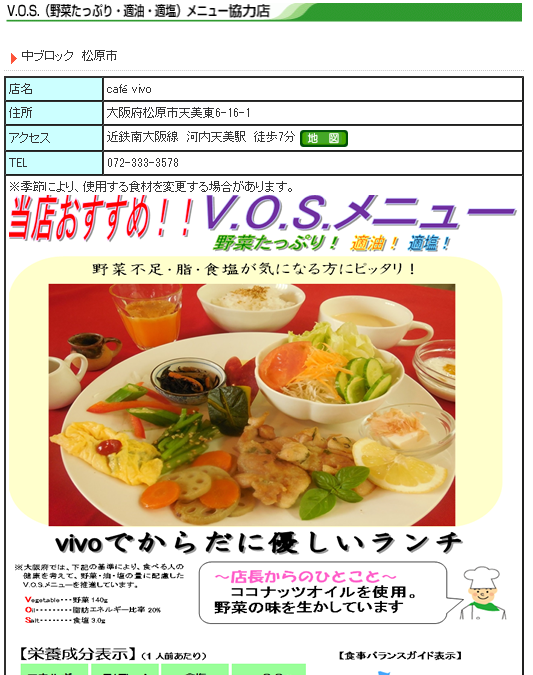 V.O.S.（野菜たっぷり・適油・適塩）メニュー協力店
中ブロック 松原市
店名 café vivo
住所 大阪府松原市天美東6-16-1
アクセス 近鉄南大阪線 河内天美駅 徒歩7分 地 図
TEL 072-333-3578
※季節により、使用する食材を変更する場合があります。
当店おすすめ！！V.O.S.メニュー
野菜たっぷり！ 適油！ 適塩！
野菜不足・脂・食塩が気になる方にピッタリ！
vivoでからだに優しいランチ
※大阪府では、下記の基準により、食べる人の
健康を考えて、野菜・油・塩の量に配慮した
V.O.Sメニューを推進しています。
Vegetable・・・野菜 140g
Oil・・・・・・・・・脂肪エネルギー比率 20%
Salt・・・・・・・・食塩 3.0g
～店長からのひとこと～
ココナッツオイルを使用。
野菜の味を生かしています
【栄養成分表示】（1 人前あたり）
【食事バランスガイド表示】